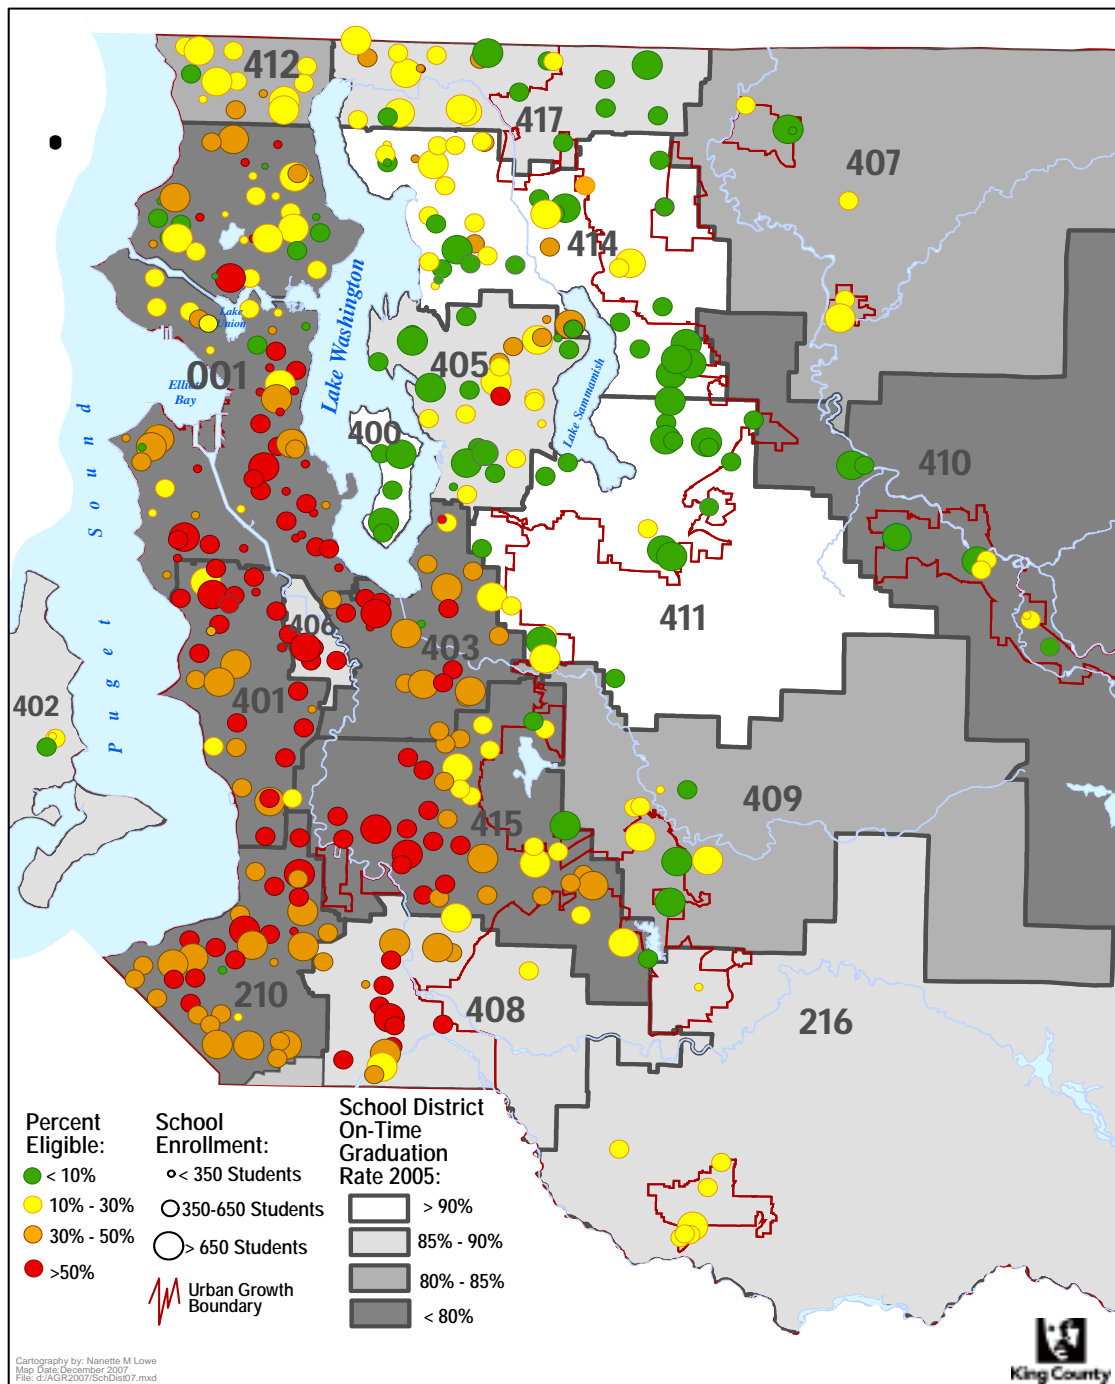 412
417
407
414
Lake Washington
Lake
Union
001
Elliott
Bay
405
Lake Sammamish
400
410
Puget Sound
406
411
403
402
401
409
415
210
408
216
Percent
Eligible:
< 10%
10% - 30%
30% - 50%
>50%
School
Enrollment:
< 350 Students
350-650 Students
> 650 Students
Urban Growth
Boundary
School District
On-Time
Graduation
Rate 2005:
> 90%
85% - 90%
80% - 85%
< 80%
Cartography by: Nanette M Lowe
Map Date:December 2007
File: d:/AGR2007/SchDist07.mxd
King County